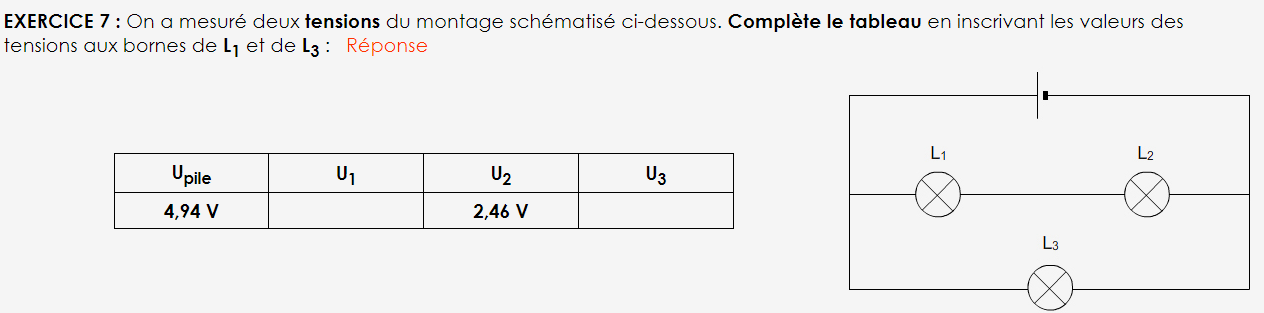 EXERCICE 7 : On a mesuré deux tensions du montage schématisé ci-dessous. Complète le tableau en inscrivant les valeurs des
tensions aux bornes de L1 et de L3 : Réponse
Upile U1 U2 U3
4,94 V 2,46 V
L1 L2
L3